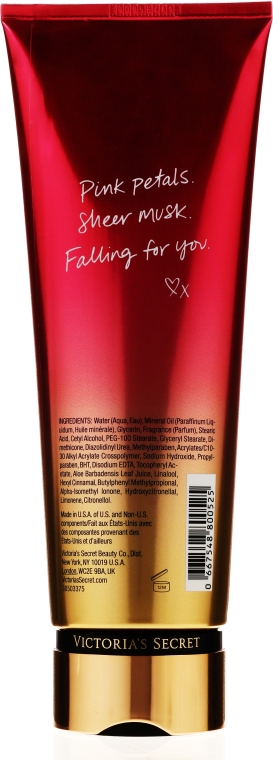 Pink petals.
Sheer musk.
Falling for you.
X
INGREDIENTS: Water (Aqua, Eau), Mineral Oil (Paraffinum Liq-
uidum, Huile minérale), Glycerin, Fragrance (Parfum), Stearic
Acid, Cetyl Alcohol, PEG-100 Stearate, Glyceryl Stearate, Di-
methicone, Diazolidinyl Urea, Methylparaben, Acrylates/C10-
30 Alkyl Acrylate Crosspolymer, Sodium Hydroxide, Propyl-
paraben, BHT, Disodium EDTA, Tocopheryl Ac-
etate, Aloe Barbadensis Leaf Juice, Linalool,
Hexyl Cinnamal, Butylphenyl Methylpropional,
Alpha-Isomethyl Ionone, Hydroxycitronellal,
Limonene, Citronellol.
Made in U.S.A. of U.S. and Non-U.S.
components/Fait aux États-Unis avec
des composantes provenant des
États-Unis et d'ailleurs
Victoria's Secret Beauty Co., Dist.
New York, NY 10019 U.S.A.
London, WC2E 9BA, UK
VictoriasSecret.com
20503375
12M
0 667548 800525
VICTORIA'S SECRET